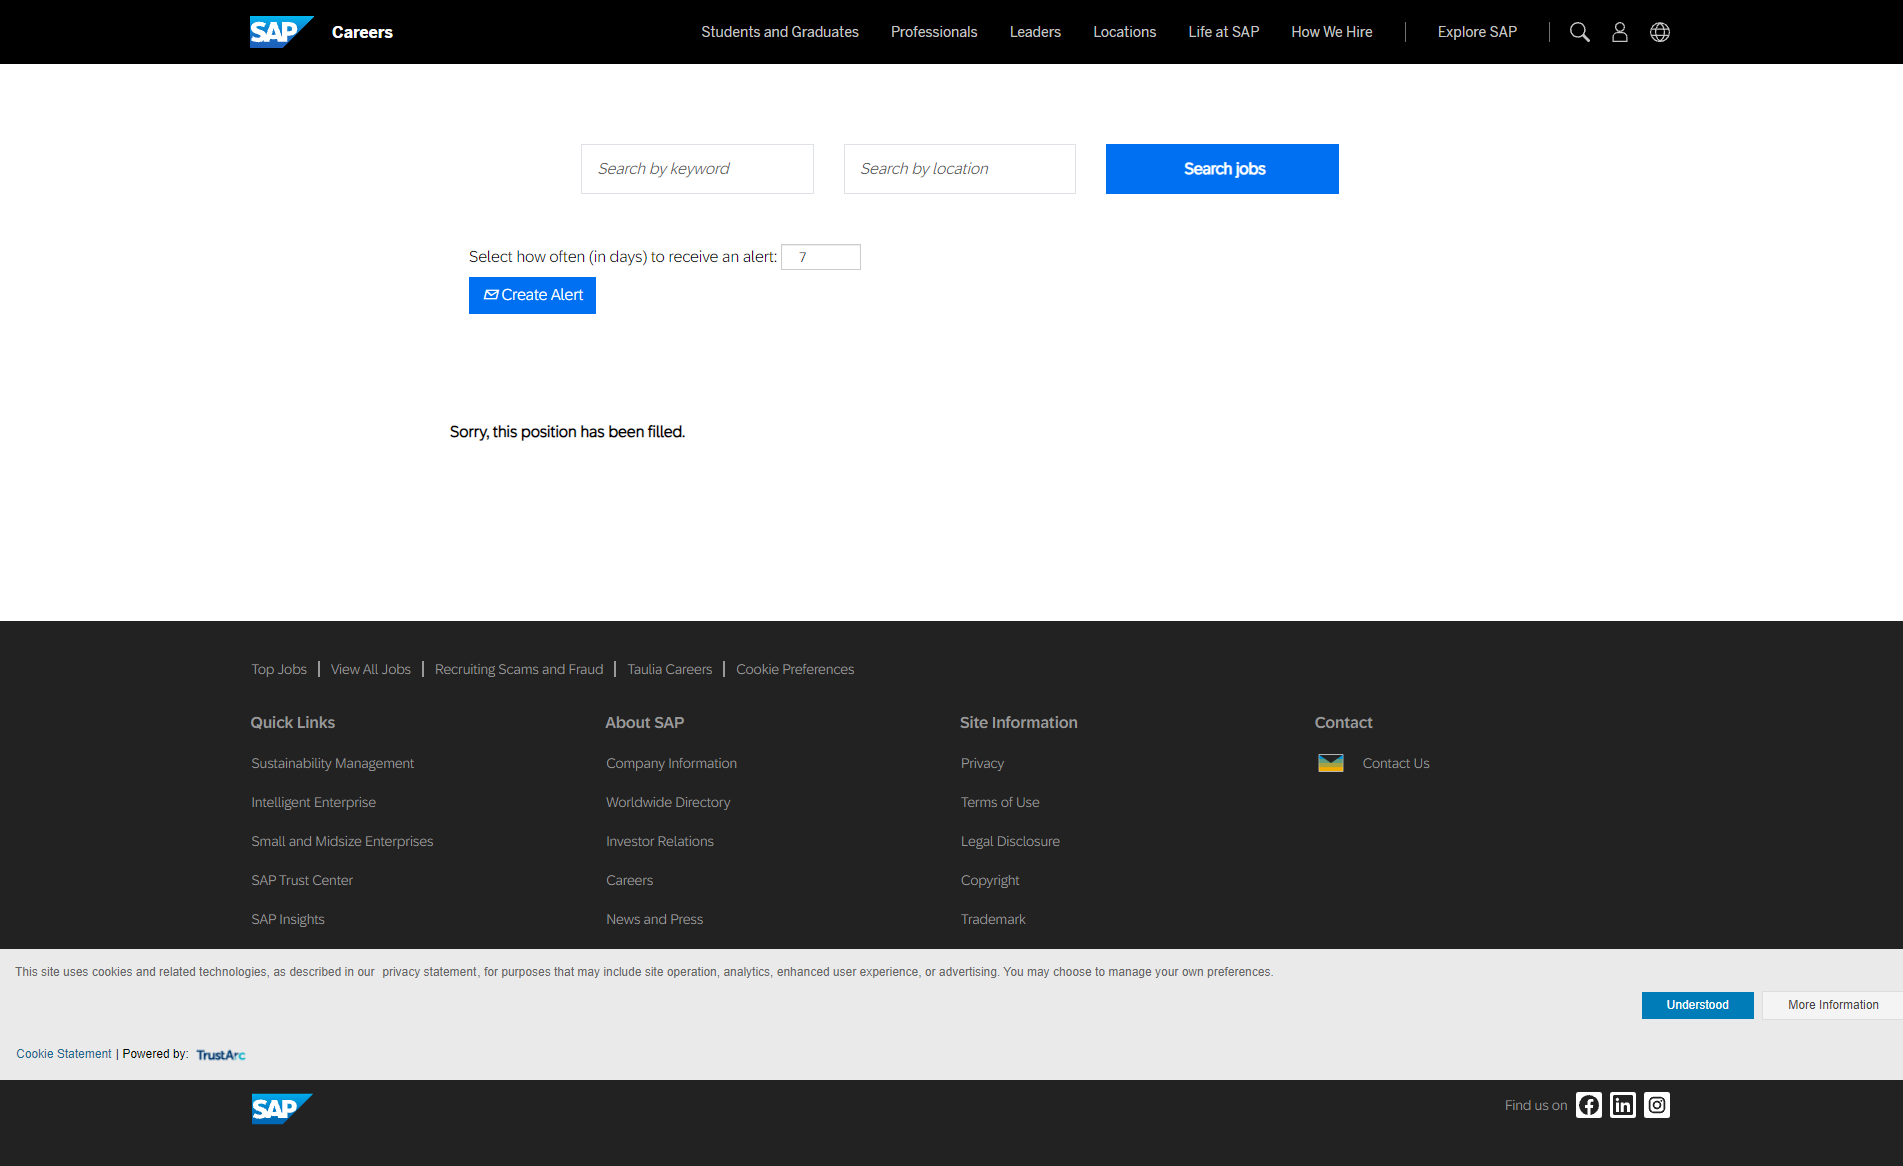 SAP Careers Students and Graduates Professionals Leaders Locations Life at SAP How We Hire Explore SAP
Search by keyword Search by location Search jobs
Select how often (in days) to receive an alert: 7
Create Alert
Sorry, this position has been filled.
Top Jobs View All Jobs Recruiting Scams and Fraud Taulia Careers Cookie Preferences
Quick Links
Sustainability Management
Intelligent Enterprise
Small and Midsize Enterprises
SAP Trust Center
SAP Insights
About SAP
Company Information
Worldwide Directory
Investor Relations
Careers
News and Press
Site Information
Privacy
Terms of Use
Legal Disclosure
Copyright
Trademark
Contact
Contact Us
This site uses cookies and related technologies, as described in our privacy statement, for purposes that may include site operation, analytics, enhanced user experience, or advertising. You may choose to manage your own preferences.
Understood More Information
Cookie Statement | Powered by: TrustArc
SAP Find us on